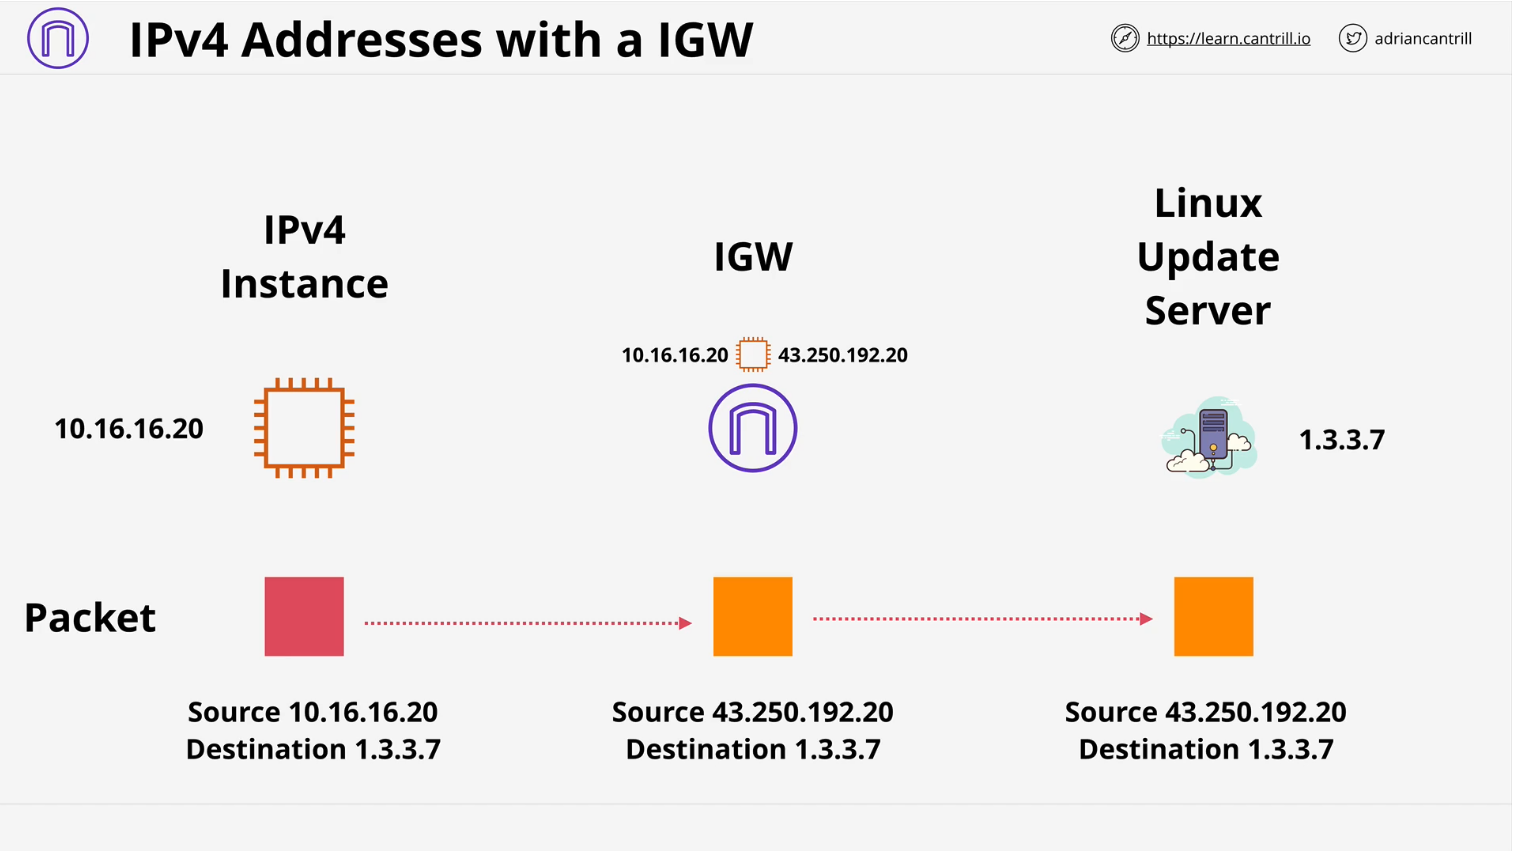 IPv4 Addresses with a IGW
https://learn.cantrill.io
adriancantrill
IPv4
Instance
IGW
Linux
Update
Server
10.16.16.20
43.250.192.20
10.16.16.20
1.3.3.7
Packet
Source 10.16.16.20
Destination 1.3.3.7
Source 43.250.192.20
Destination 1.3.3.7
Source 43.250.192.20
Destination 1.3.3.7